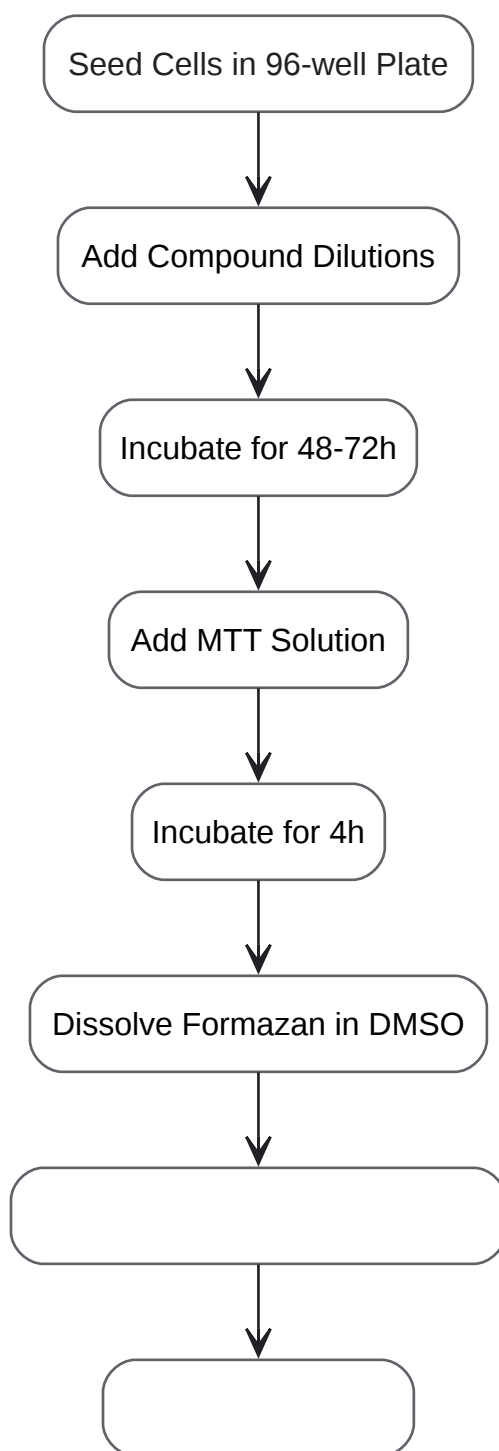 Seed Cells in 96-well Plate
Add Compound Dilutions
Incubate for 48-72h
Add MTT Solution
Incubate for 4h
Dissolve Formazan in DMSO